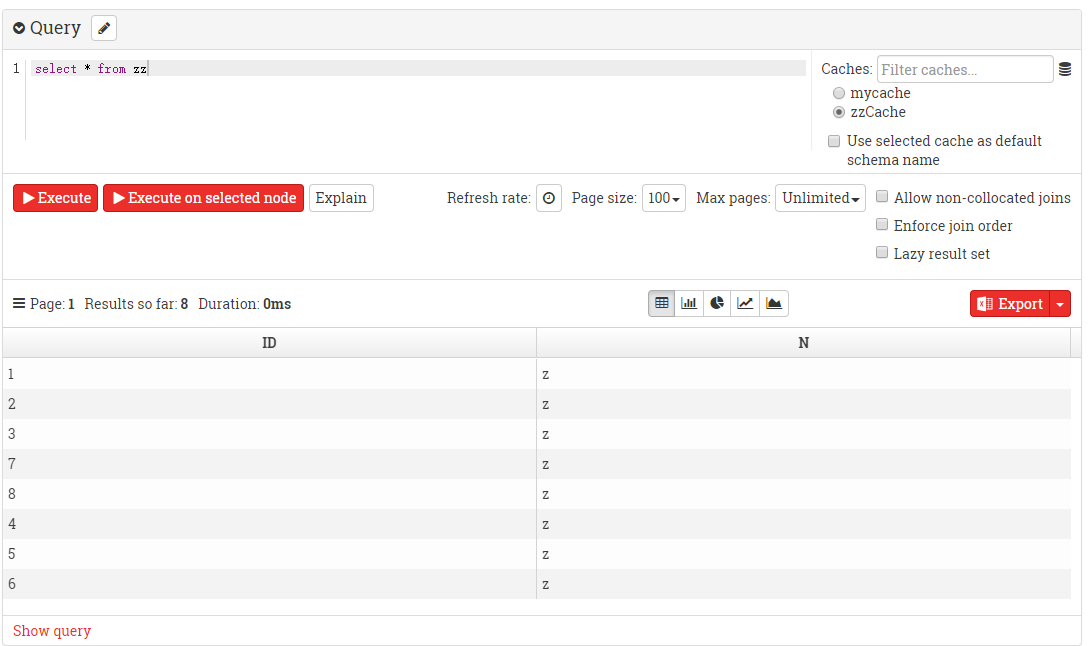 Query
1 select * from zz
Caches: Filter caches...
mycache
zzCache
Use selected cache as default
schema name
Execute Execute on selected node Explain Refresh rate: Page size: 100 Max pages: Unlimited Allow non-collocated joins
Enforce join order
Lazy result set
Page: 1 Results so far: 8 Duration: 0ms Export
ID N
1 z
2 z
3 z
7 z
8 z
4 z
5 z
6 z
Show query